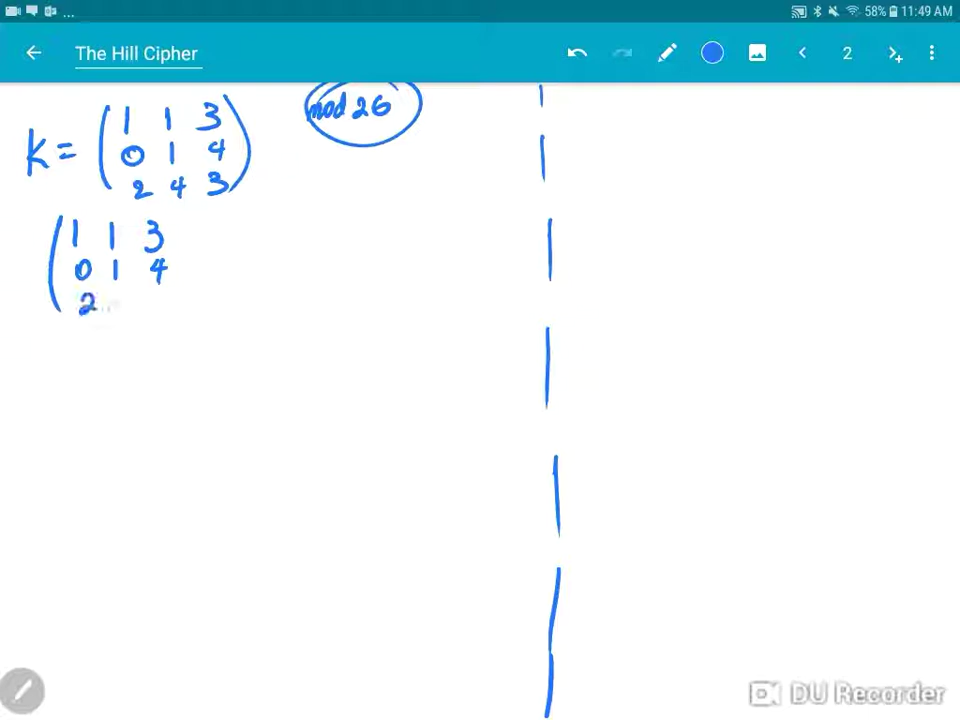 ... 58% 11:49 AM
The Hill Cipher 2
K = ( 1 1 3 mod 26
0 1 4
2 4 3 )
( 1 1 3
0 1 4
2
DU Recorder